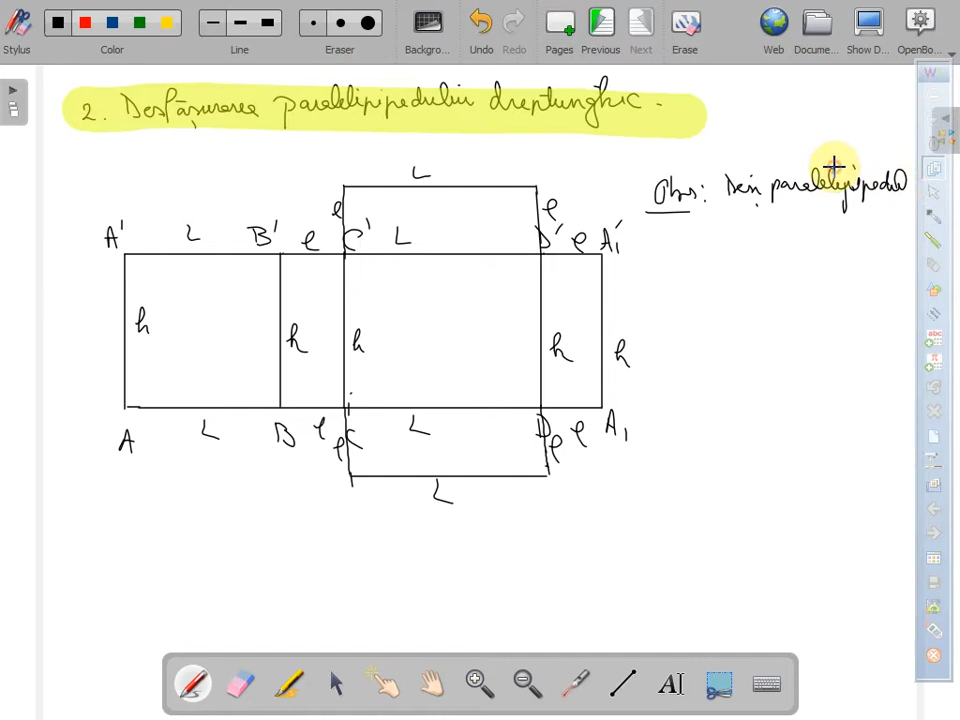 Stylus Color Line Eraser Backgro... Undo Redo Pages Previous Next Erase Web Docume... Show D... OpenBo...
2. Desfășurarea paralelipipedului dreptunghic.
L
Obs: Deși paralelipipedul
l l
A' L B' l C' L D' l A₁'
h h h h h
A L B l l C L D l l A₁
L